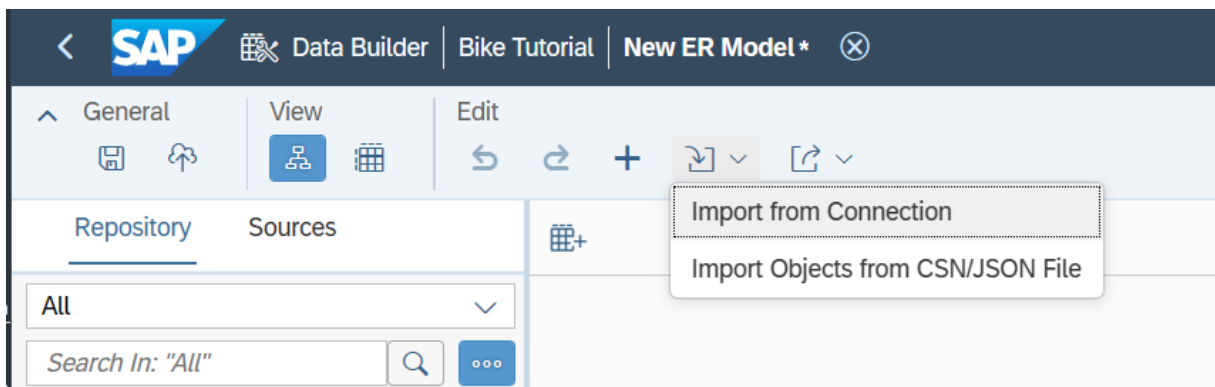 SAP Data Builder Bike Tutorial New ER Model *
General View Edit
Repository Sources
Import from Connection
Import Objects from CSN/JSON File
All
Search In: "All"